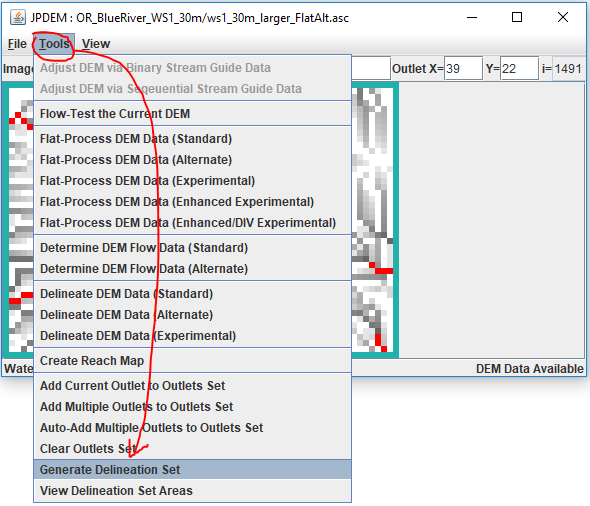 JPDEM : OR_BlueRiver_WS1_30m/ws1_30m_larger_FlatAlt.asc
File Tools View
Adjust DEM via Binary Stream Guide Data
Image Outlet X= 39 Y= 22 i= 1491
Adjust DEM via Seqeuential Stream Guide Data
Flow-Test the Current DEM
Flat-Process DEM Data (Standard)
Flat-Process DEM Data (Alternate)
Flat-Process DEM Data (Experimental)
Flat-Process DEM Data (Enhanced Experimental)
Flat-Process DEM Data (Enhanced/DIV Experimental)
Determine DEM Flow Data (Standard)
Determine DEM Flow Data (Alternate)
Delineate DEM Data (Standard)
Delineate DEM Data (Alternate)
Delineate DEM Data (Experimental)
Create Reach Map
Wate DEM Data Available
Add Current Outlet to Outlets Set
Add Multiple Outlets to Outlets Set
Auto-Add Multiple Outlets to Outlets Set
Clear Outlets Set
Generate Delineation Set
View Delineation Set Areas